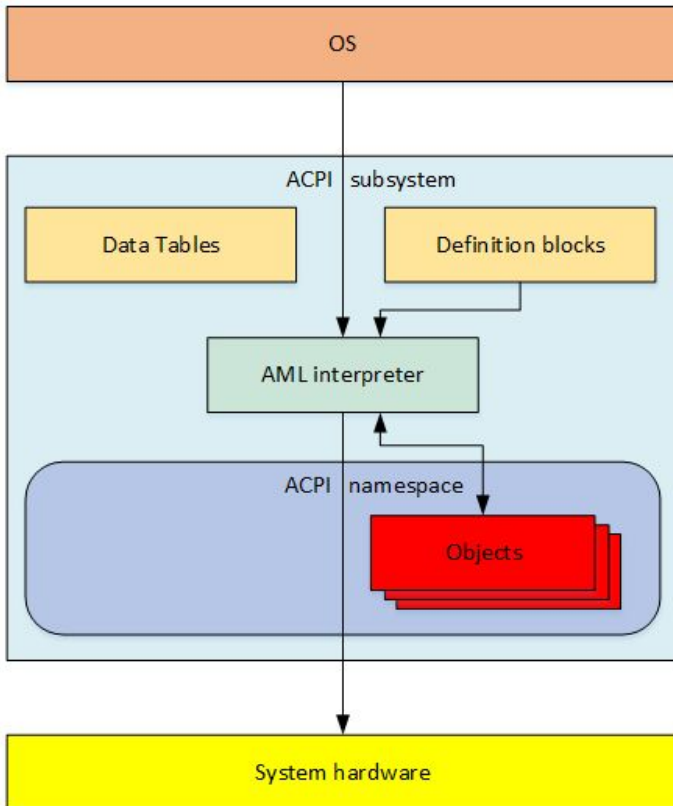 OS
ACPI subsystem
Data Tables
Definition blocks
AML interpreter
ACPI namespace
Objects
System hardware